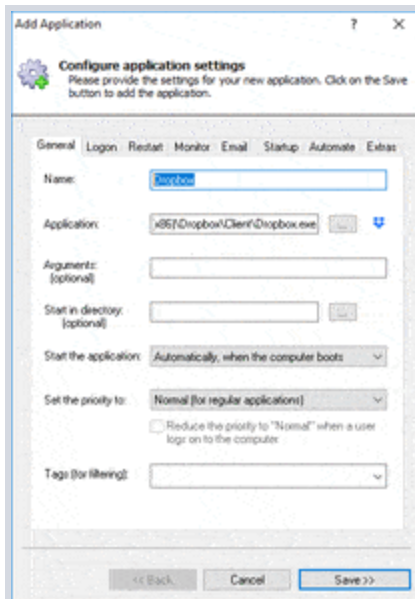 Add Application
?
Configure application settings
Please provide the settings for your new application. Click on the Save
button to add the application.
General Logon Restart Monitor Email Startup Automate Extras
Name: Dropbox
Application: x86)\Dropbox\Client\Dropbox.exe ...
Arguments:
(optional)
Start in directory: ...
(optional)
Start the application: Automatically, when the computer boots
Set the priority to: Normal (for regular applications)
Reduce the priority to "Normal" when a user
logs on to the computer
Tags (for filtering):
<< Back Cancel Save >>